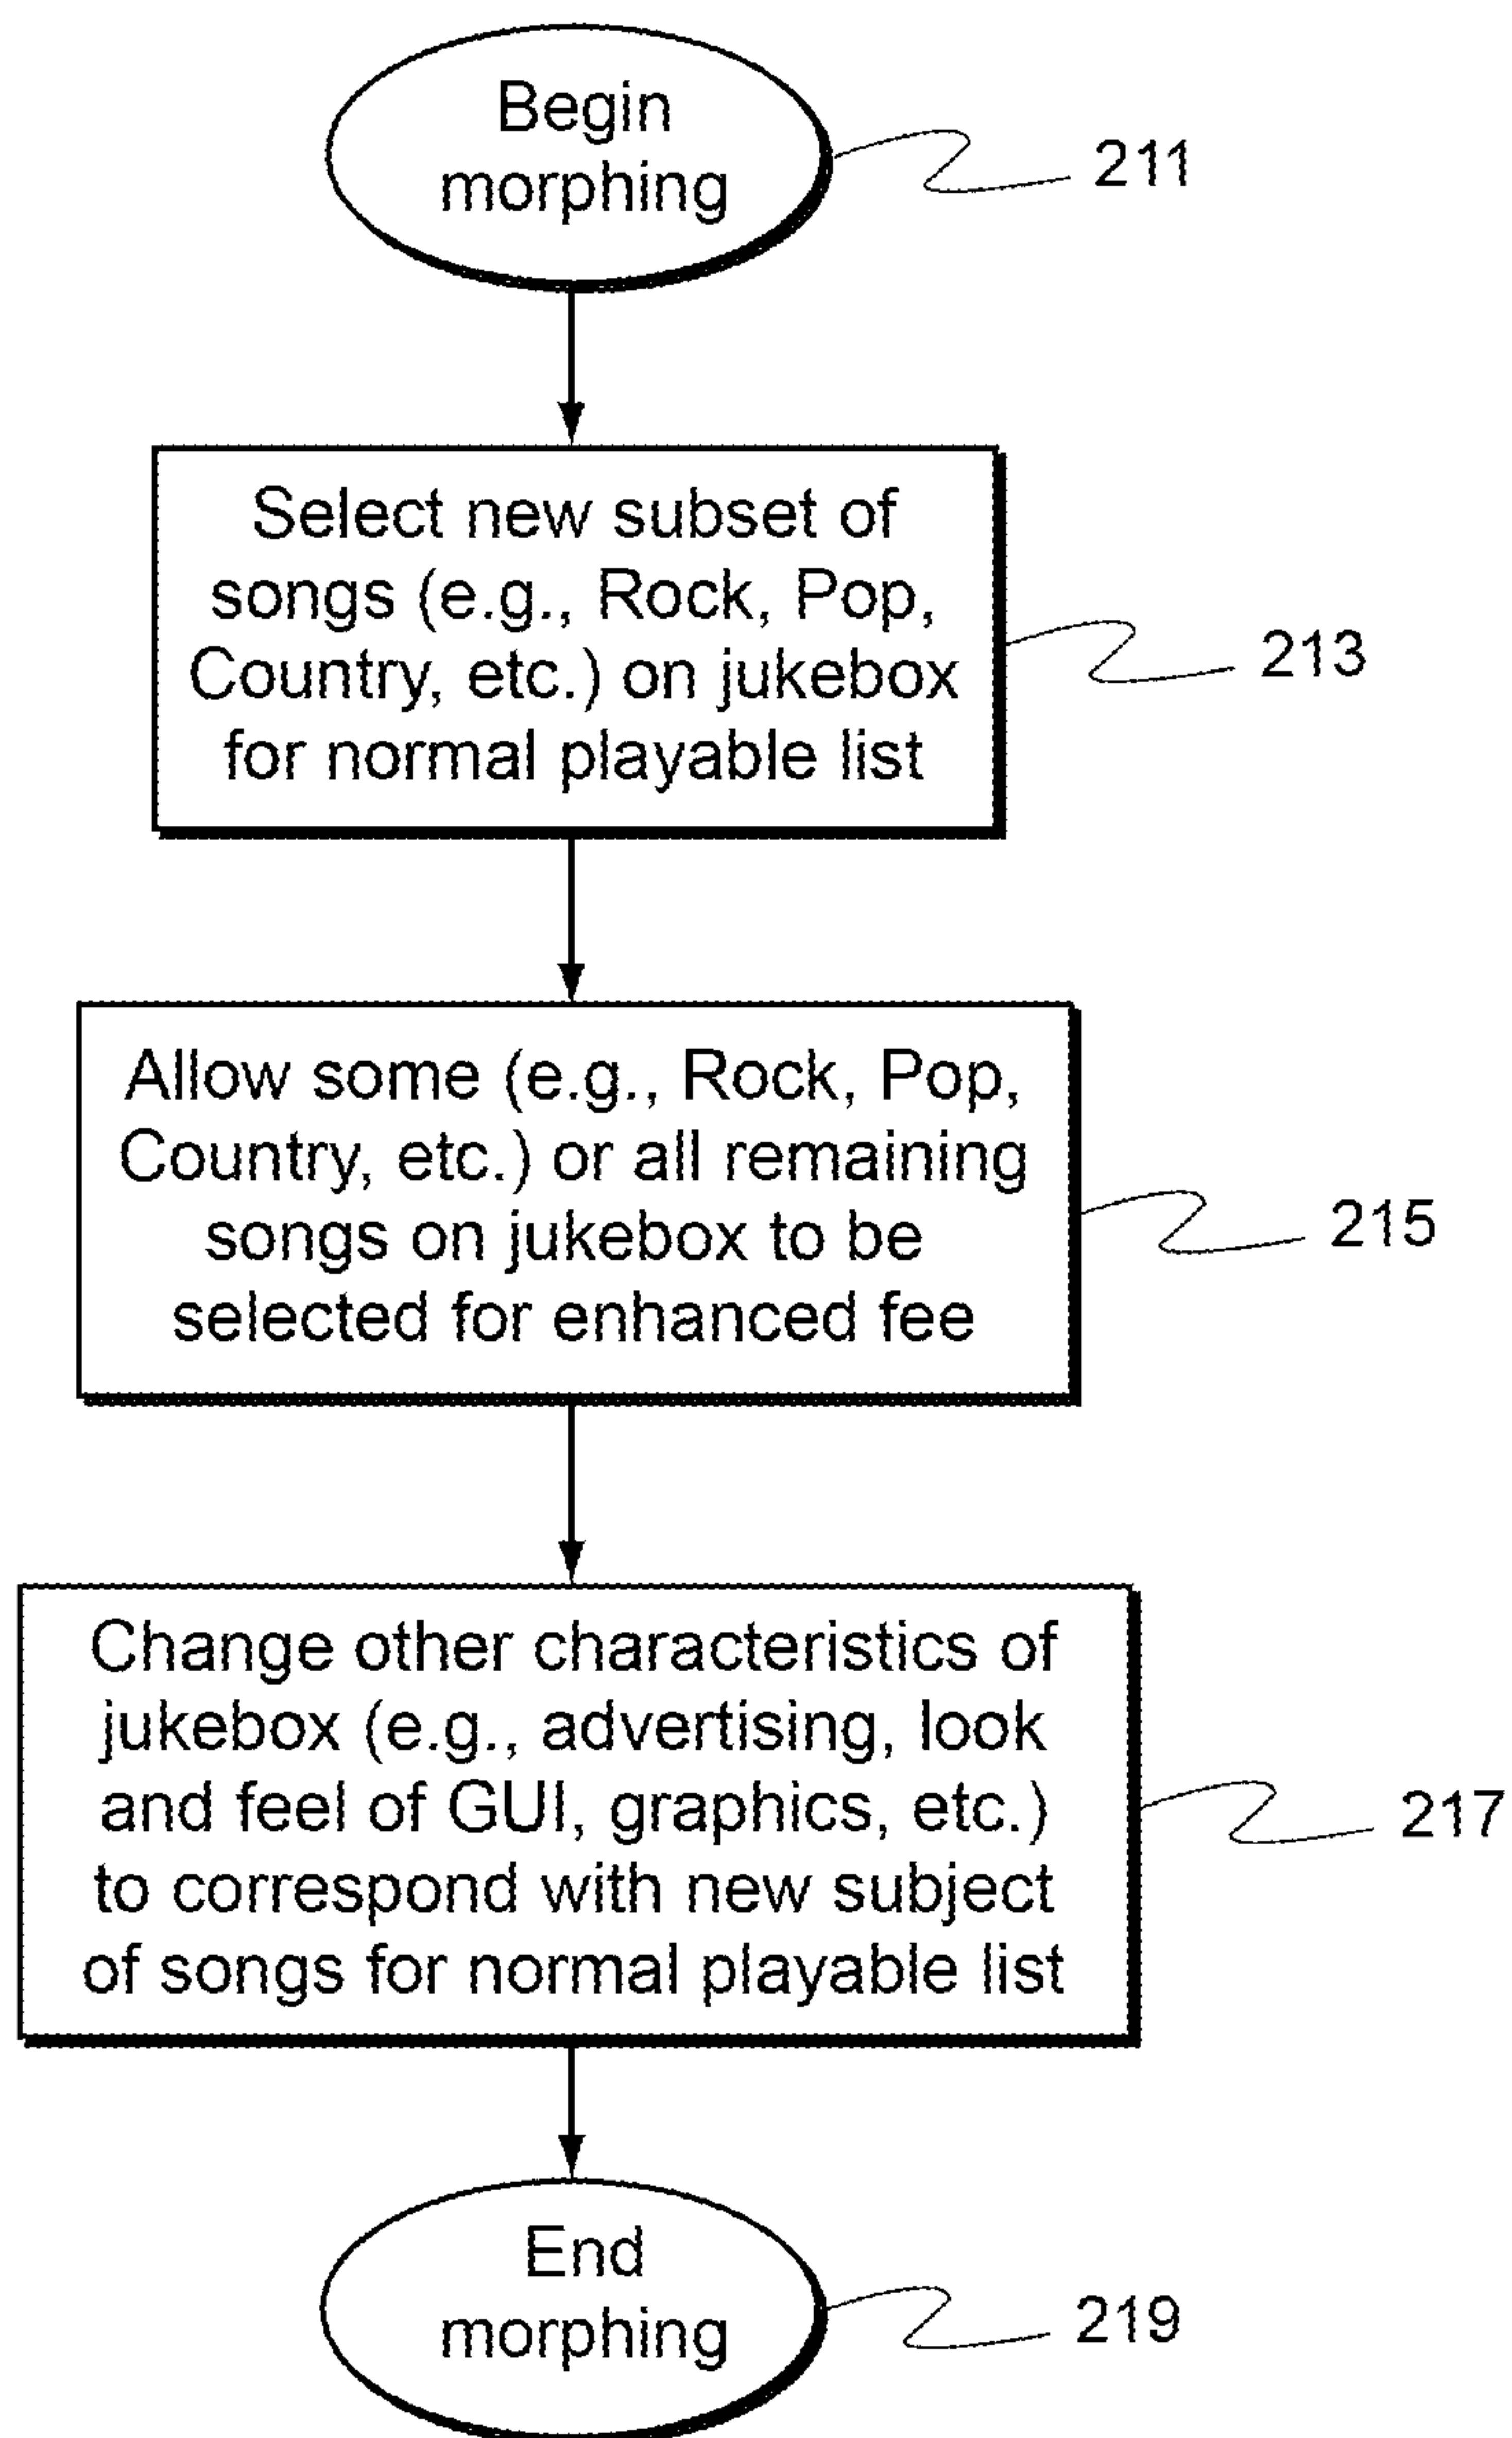 Begin
morphing
211
Select new subset of
songs (e.g., Rock, Pop,
Country, etc.) on jukebox
for normal playable list
213
Allow some (e.g., Rock, Pop,
Country, etc.) or all remaining
songs on jukebox to be
selected for enhanced fee
215
Change other characteristics of
jukebox (e.g., advertising, look
and feel of GUI, graphics, etc.)
to correspond with new subject
of songs for normal playable list
217
End
morphing
219